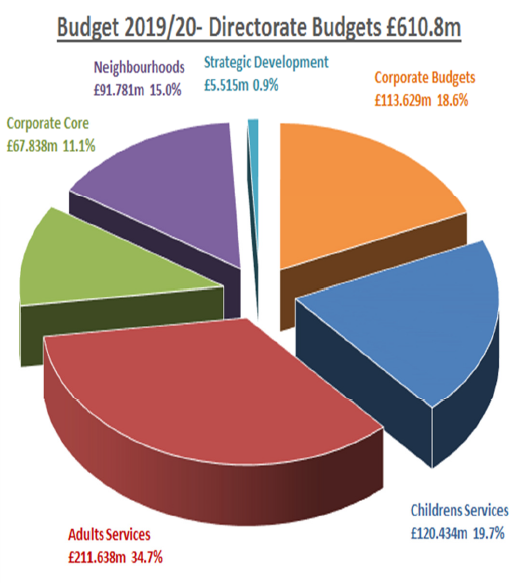 Budget 2019/20- Directorate Budgets £610.8m
Neighbourhoods
£91.781m 15.0%
Strategic Development
£5.515m 0.9%
Corporate Budgets
£113.629m 18.6%
Corporate Core
£67.838m 11.1%
Childrens Services
£120.434m 19.7%
Adults Services
£211.638m 34.7%